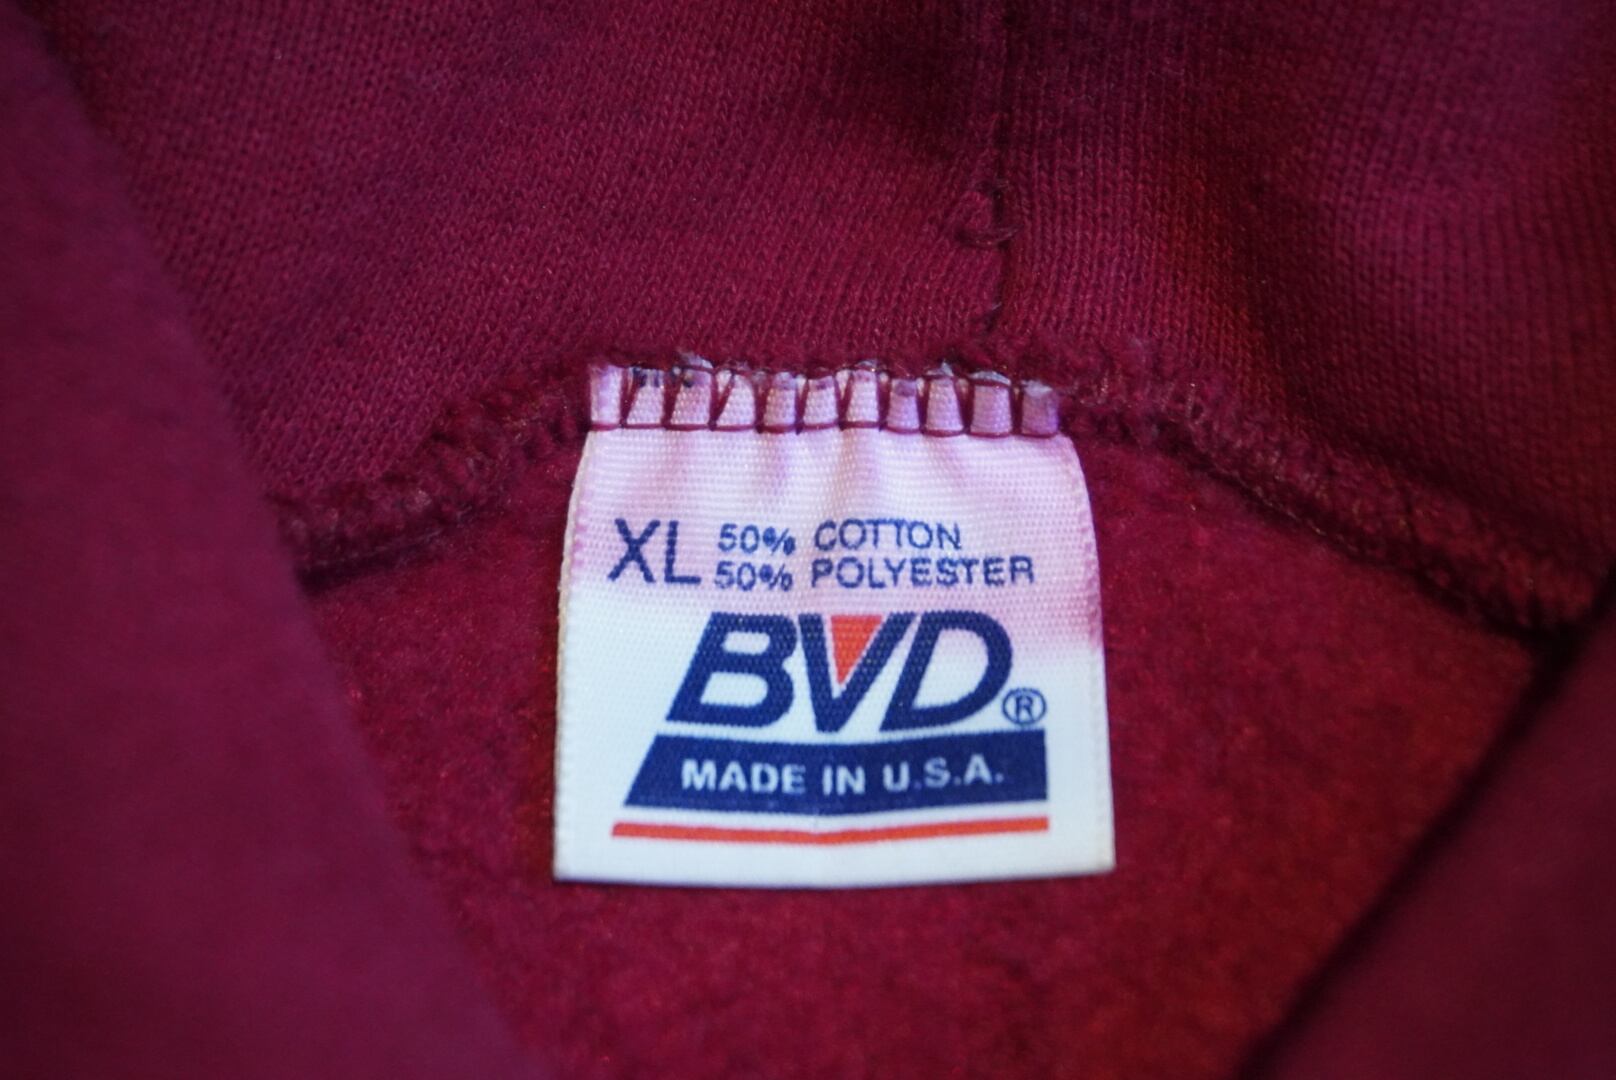 XL 50% COTTON
50% POLYESTER
BVD®
MADE IN U.S.A.